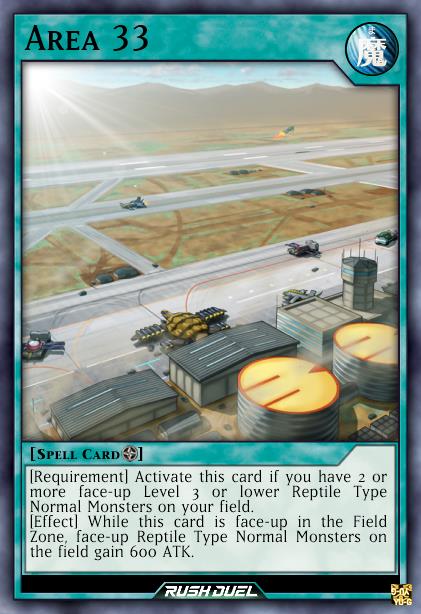 Area 33
ま
魔
[Spell Card]
[Requirement] Activate this card if you have 2 or
more face-up Level 3 or lower Reptile Type
Normal Monsters on your field.
[Effect] While this card is face-up in the Field
Zone, face-up Reptile Type Normal Monsters on
the field gain 600 ATK.
RUSH DUEL